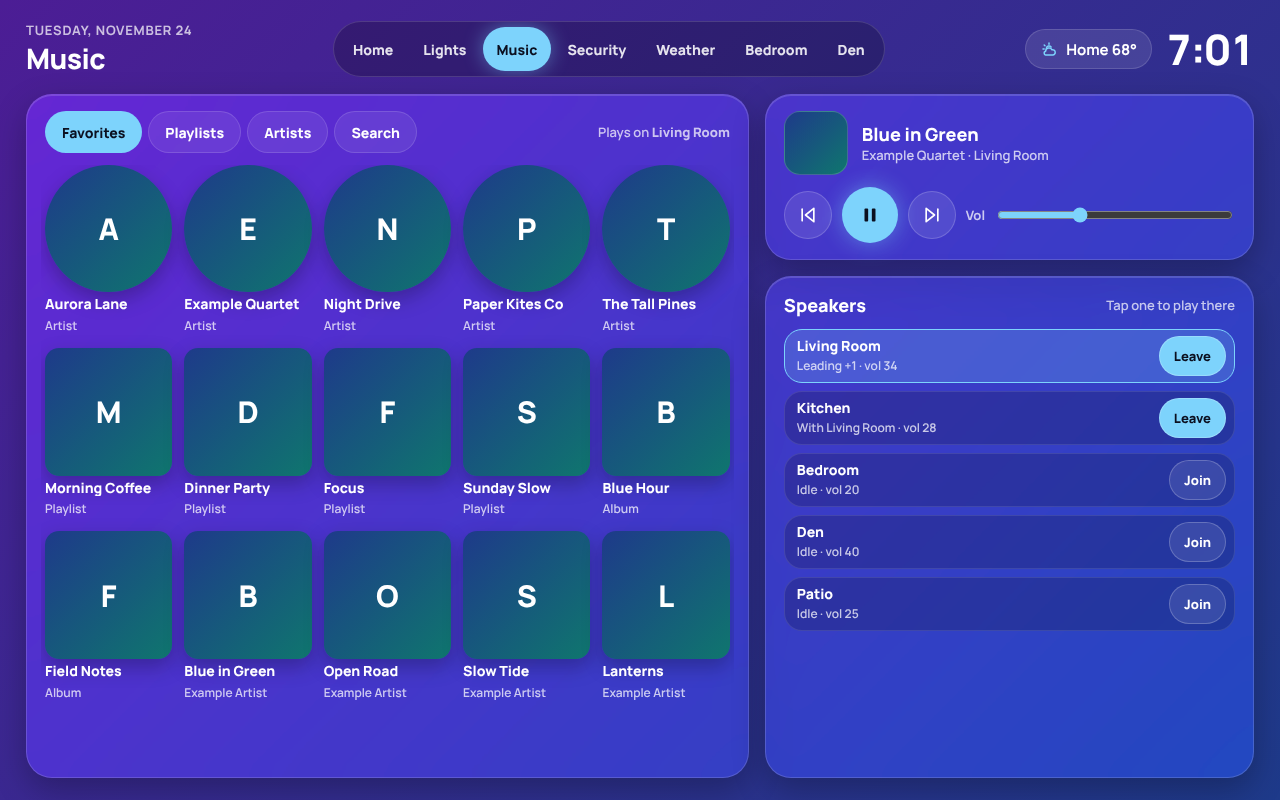 TUESDAY, NOVEMBER 24
Music
Home Lights Music Security Weather Bedroom Den
Home 68°
7:01
Favorites Playlists Artists Search
Plays on Living Room
A E N P T
Aurora Lane Example Quartet Night Drive Paper Kites Co The Tall Pines
Artist Artist Artist Artist Artist
M D F S B
Morning Coffee Dinner Party Focus Sunday Slow Blue Hour
Playlist Playlist Playlist Playlist Album
F B O S L
Field Notes Blue in Green Open Road Slow Tide Lanterns
Album Example Artist Example Artist Example Artist Example Artist
Blue in Green
Example Quartet · Living Room
Vol
Speakers
Tap one to play there
Living Room
Leading +1 · vol 34
Leave
Kitchen
With Living Room · vol 28
Leave
Bedroom
Idle · vol 20
Join
Den
Idle · vol 40
Join
Patio
Idle · vol 25
Join